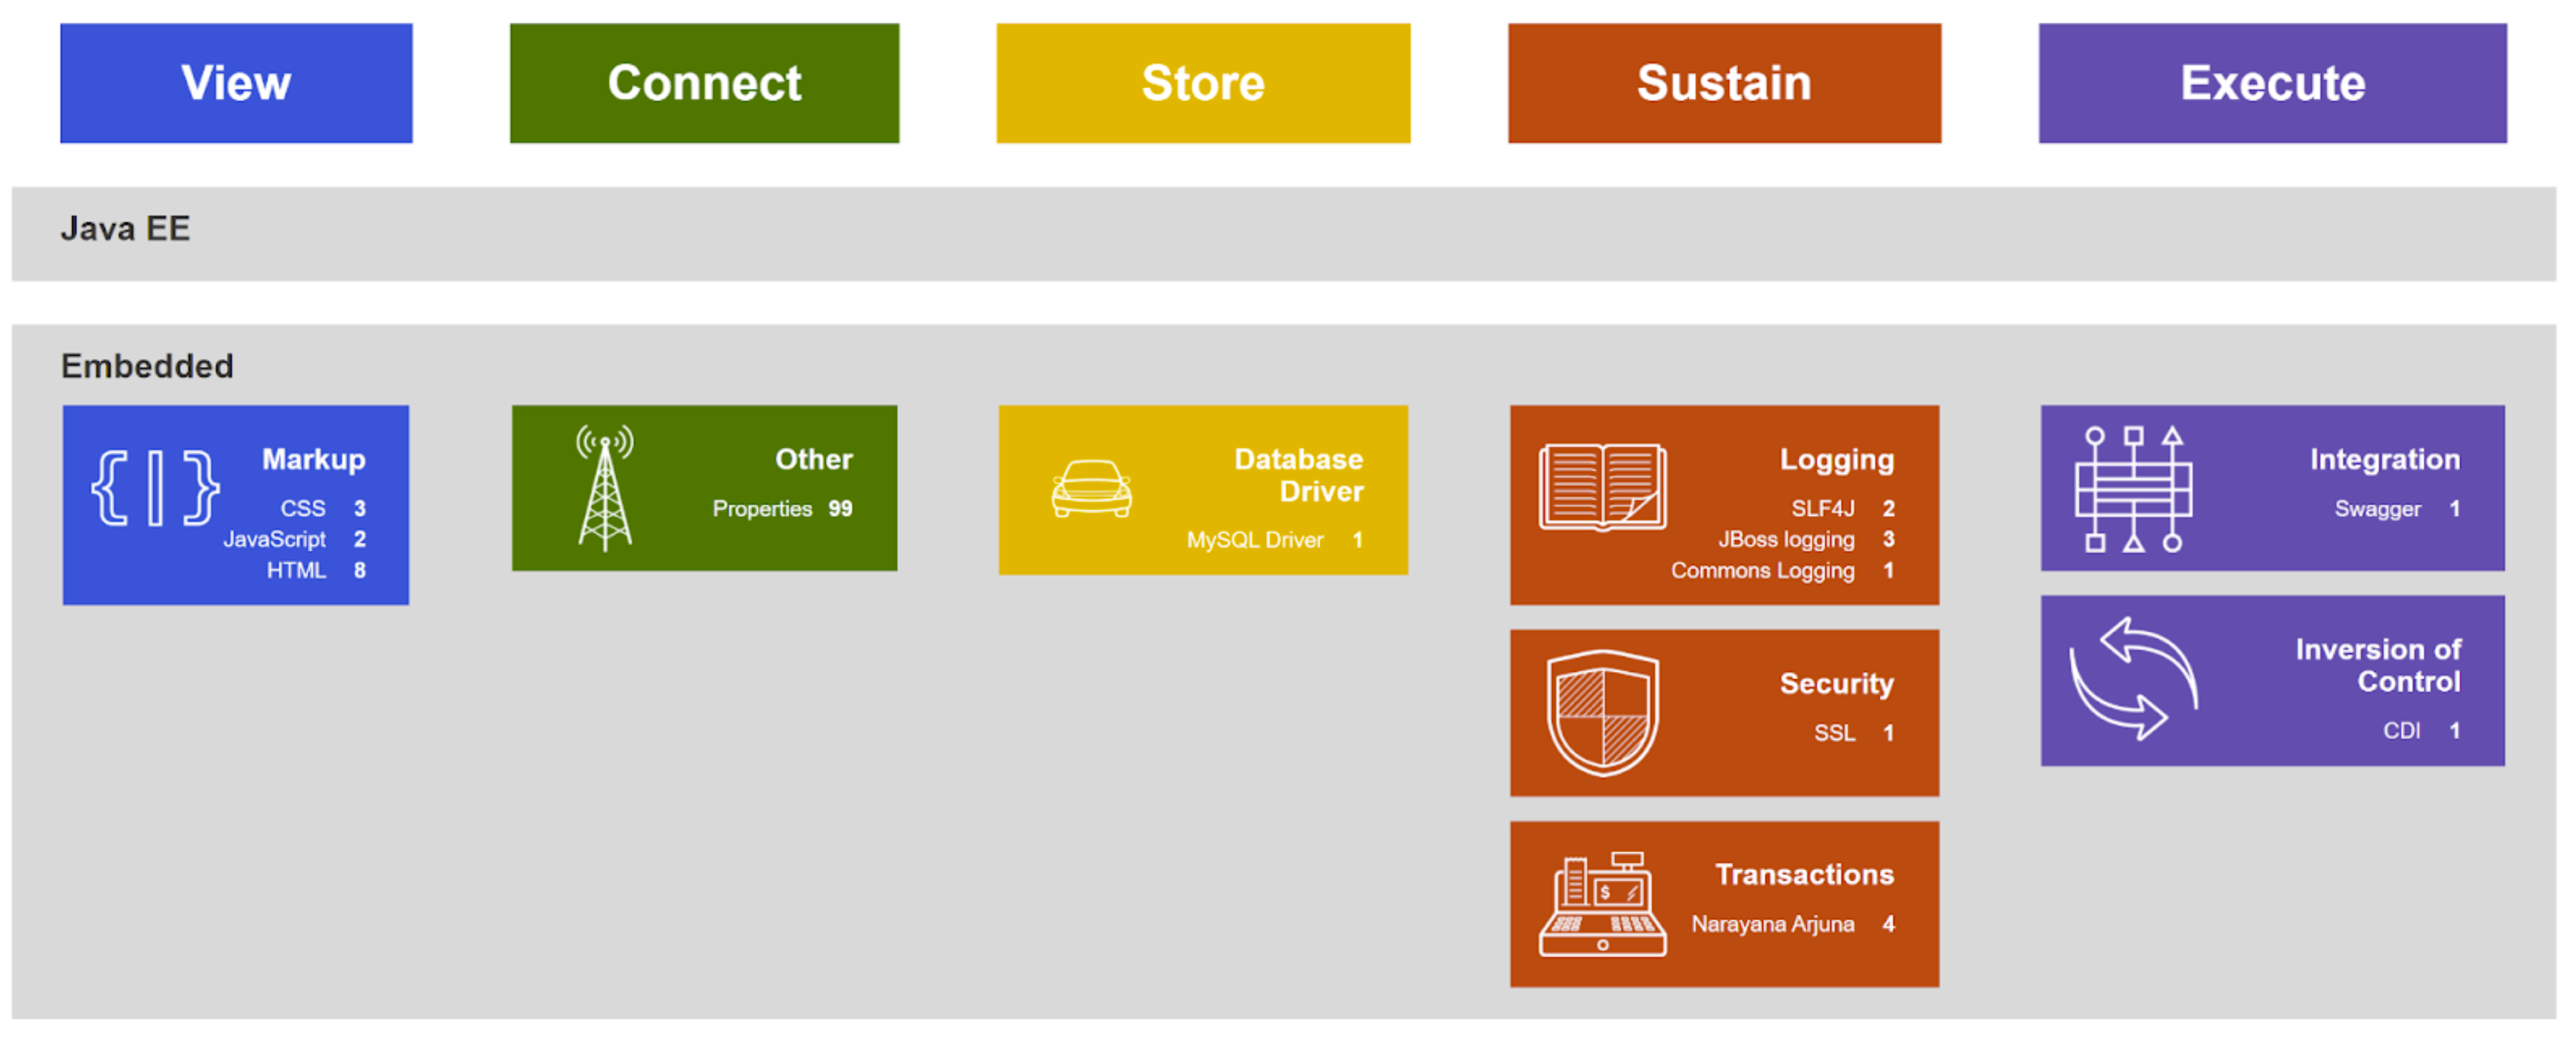 View
Connect
Store
Sustain
Execute
Java EE
Embedded
Markup
CSS 3
JavaScript 2
HTML 8
Other
Properties 99
Database
Driver
MySQL Driver 1
Logging
SLF4J 2
JBoss logging 3
Commons Logging 1
Security
SSL 1
$
Transactions
Narayana Arjuna 4
Integration
Swagger 1
Inversion of
Control
CDI 1